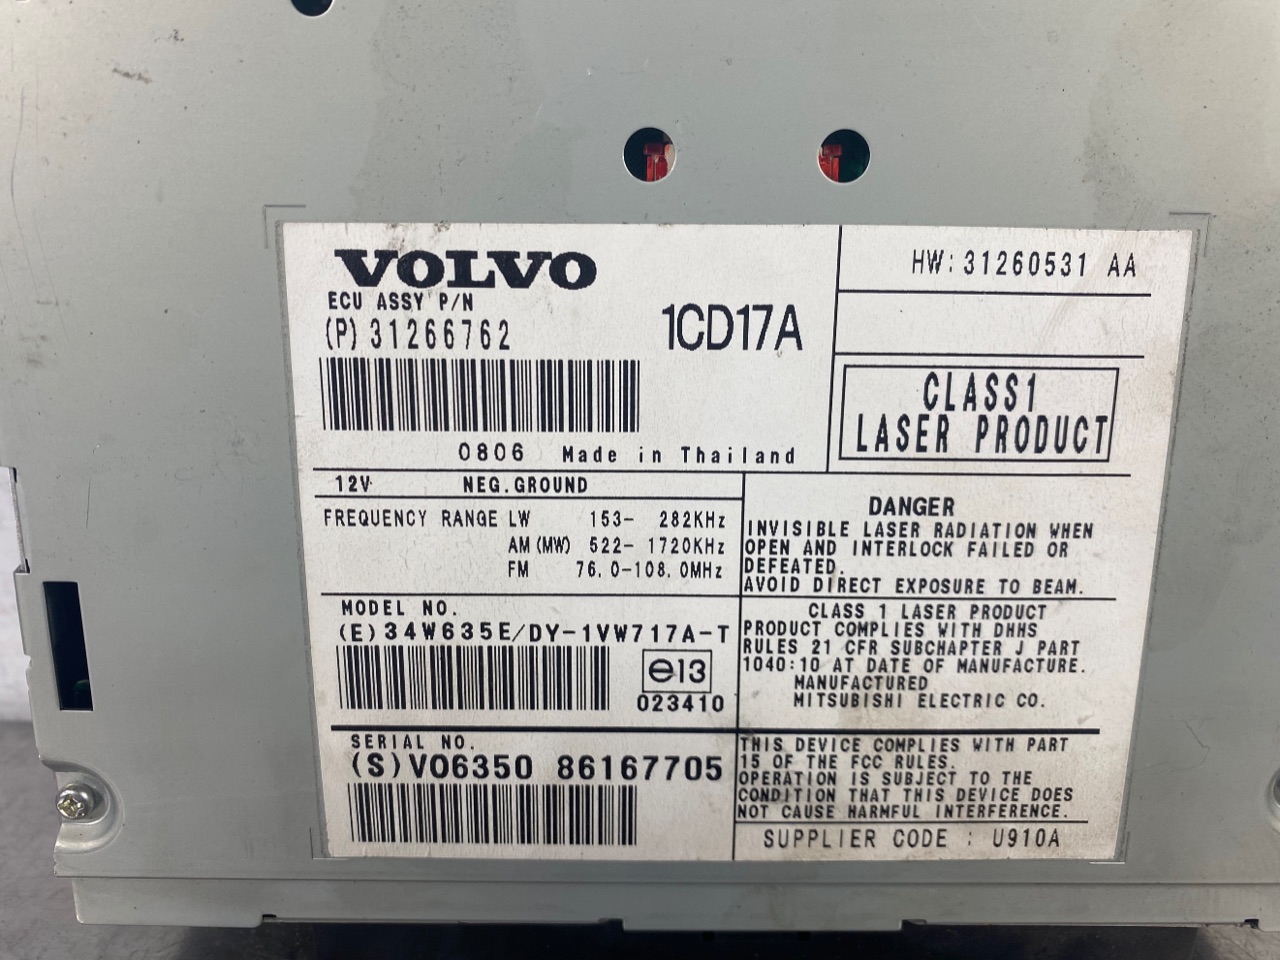 VOLVO
ECU ASSY P/N
(P) 31266762
1CD17A
0806 Made in Thailand
HW:31260531 AA
CLASS1
LASER PRODUCT
12V NEG.GROUND
FREQUENCY RANGE LW 153- 282KHz
AM(MW) 522- 1720KHz
FM 76.0-108.0MHz
DANGER
INVISIBLE LASER RADIATION WHEN
OPEN AND INTERLOCK FAILED OR
DEFEATED.
AVOID DIRECT EXPOSURE TO BEAM.
MODEL NO.
(E)34W635E/DY-1VW717A-T
e13
023410
CLASS 1 LASER PRODUCT
PRODUCT COMPLIES WITH DHHS
RULES 21 CFR SUBCHAPTER J PART
1040:10 AT DATE OF MANUFACTURE.
MANUFACTURED
MITSUBISHI ELECTRIC CO.
SERIAL NO.
(S)V06350 86167705
THIS DEVICE COMPLIES WITH PART
15 OF THE FCC RULES.
OPERATION IS SUBJECT TO THE
CONDITION THAT THIS DEVICE DOES
NOT CAUSE HARMFUL INTERFERENCE.
SUPPLIER CODE : U910A